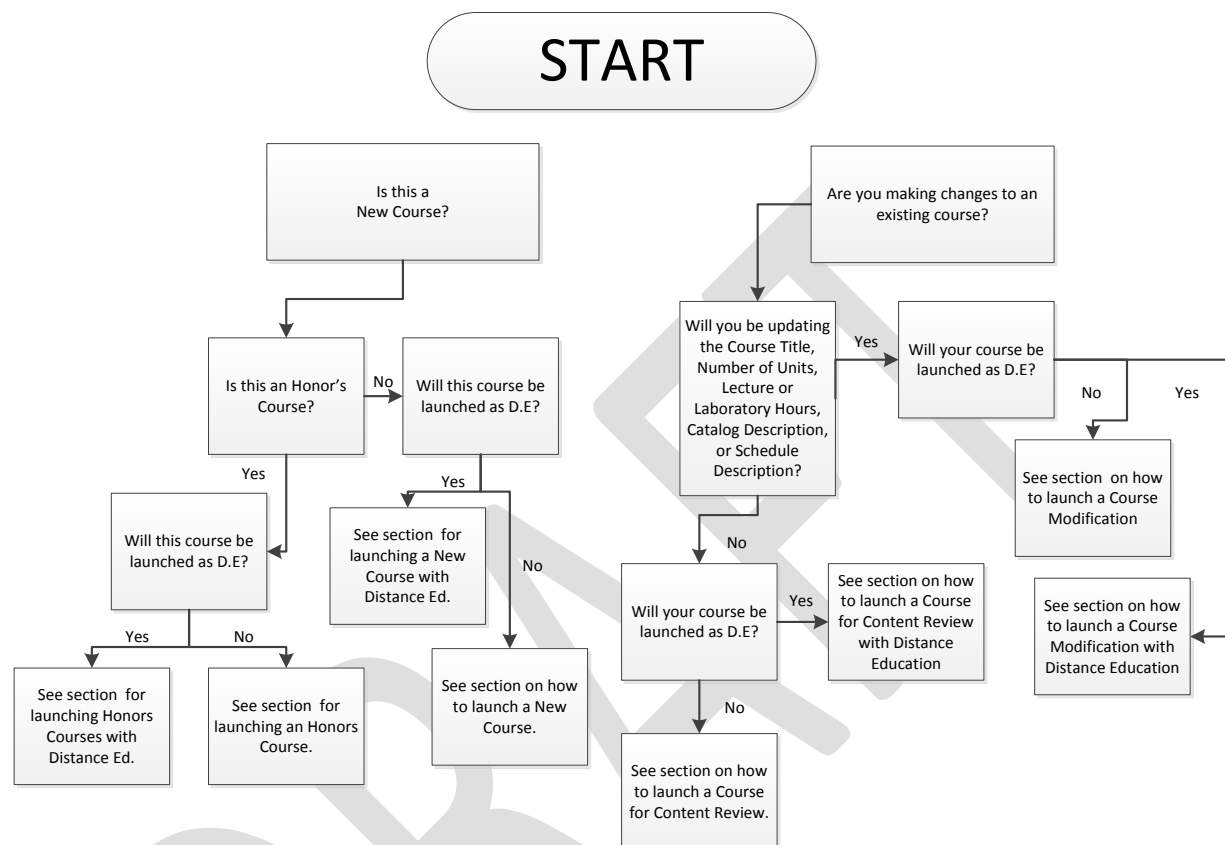 START
Is this a
New Course?
Are you making changes to an
existing course?
Is this an Honor's
Course?
No
Will this course be
launched as D.E?
Will you be updating
the Course Title,
Number of Units,
Lecture or
Laboratory Hours,
Catalog Description,
or Schedule
Description?
Yes
Will your course be
launched as D.E?
No
Yes
Yes
Will this course be
launched as D.E?
Yes
See section  for
launching a New
Course with
Distance Ed.
No
See section  on how
to launch a Course
Modification
No
Will your course be
launched as D.E?
Yes
See section on how
to launch a Course
for Content Review
with Distance
Education
See section on how
to launch a Course
Modification with
Distance Education
Yes
No
See section  for
launching Honors
Courses with
Distance Ed.
See section  for
launching an Honors
Course.
See section on how
to launch a New
Course.
No
See section on how
to launch a Course
for Content Review.
DRAFT